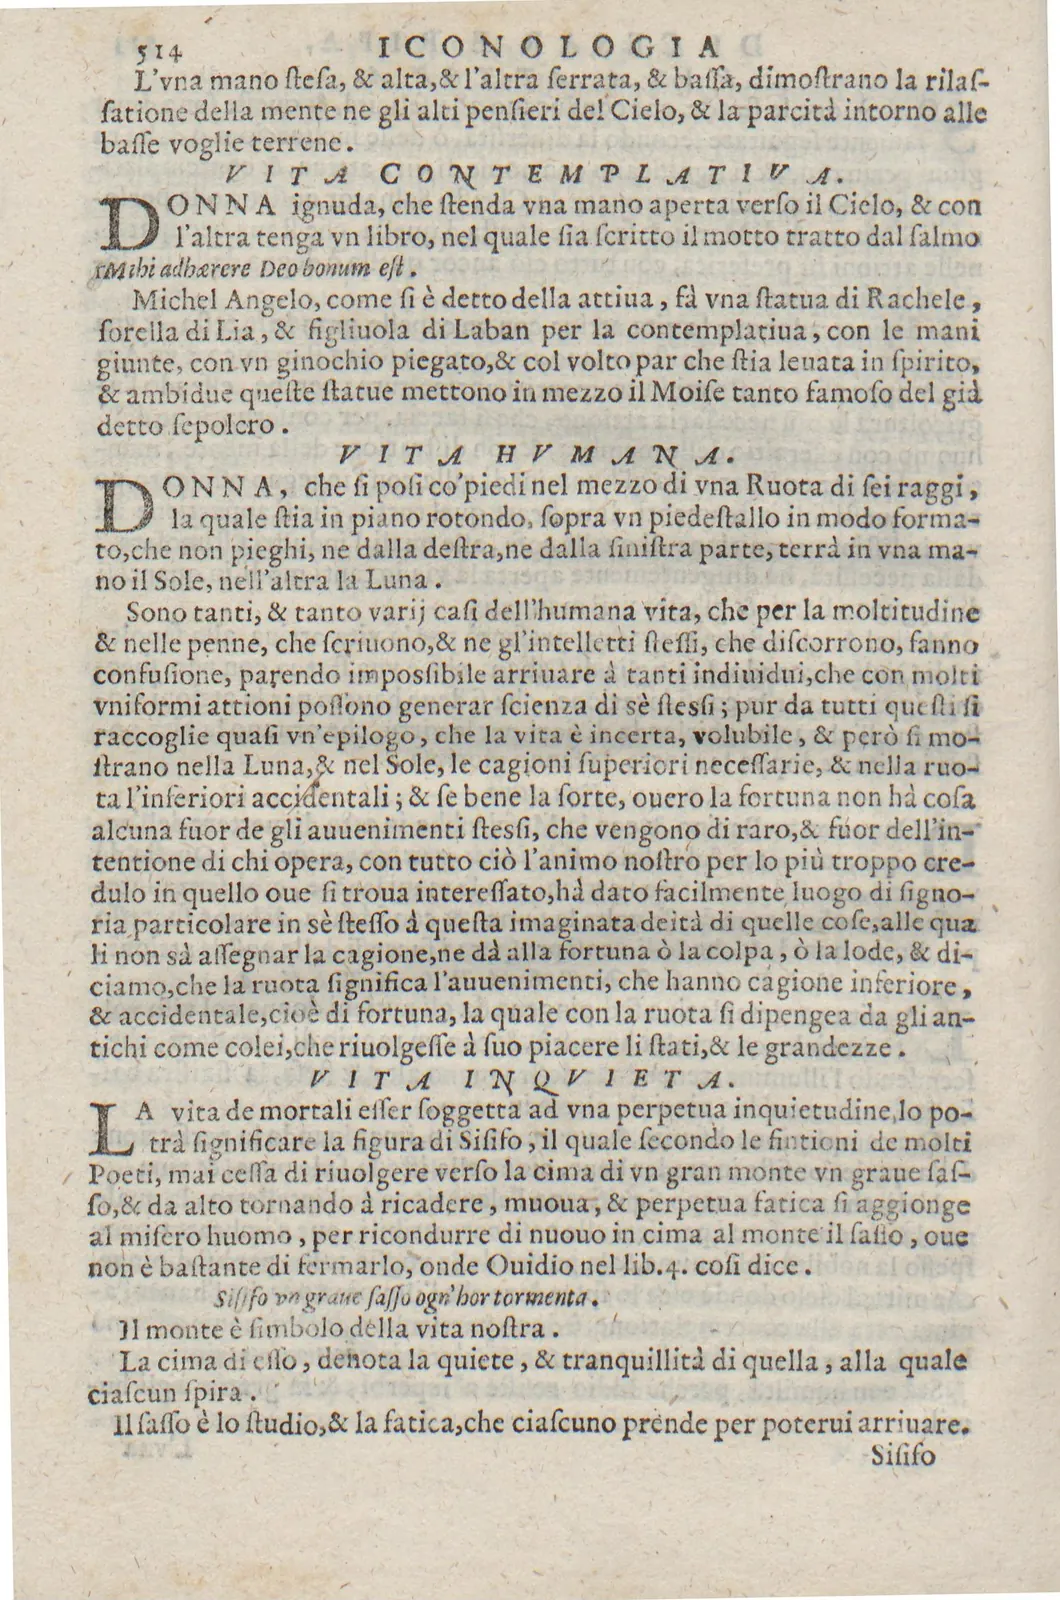 514 ICONOLOGIA
L'vna mano ſteſa, & alta, & l'altra ſerrata, & baſſa, dimoſtrano la rilaſ-
ſatione della mente ne gli alti penſieri del Cielo, & la parcità intorno alle
baſſe voglie terrene.
VITA CONTEMPLATIVA.
DONNA ignuda, che ſtenda vna mano aperta verſo il Cielo, & con
l'altra tenga vn libro, nel quale ſia ſcritto il motto tratto dal ſalmo
Mihi adhærere Deo bonum eſt.
Michel Angelo, come ſi è detto della attiua, fà vna ſtatua di Rachele,
ſorella di Lia, & figliuola di Laban per la contemplatiua, con le mani
giunte, con vn ginochio piegato, & col volto par che ſtia leuata in ſpirito,
& ambidue queſte ſtatue mettono in mezzo il Moiſe tanto famoſo del già
detto ſepolcro.
VITA HVMANA.
DONNA, che ſi poſi co'piedi nel mezzo di vna Ruota di ſei raggi,
la quale ſtia in piano rotondo, ſopra vn piedeſtallo in modo forma-
to, che non pieghi, ne dalla deſtra, ne dalla ſiniſtra parte, terrà in vna ma-
no il Sole, nell'altra la Luna.
Sono tanti, & tanto varij caſi dell'humana vita, che per la moltitudine
& nelle penne, che ſcriuono, & ne gl'intelletti ſteſſi, che diſcorrono, fanno
confuſione, parendo impoſſibile arriuare à tanti indiuidui, che con molti
vniformi attioni poſſono generar ſcienza di sè ſteſſi; pur da tutti queſti ſi
raccoglie quaſi vn'epilogo, che la vita è incerta, volubile, & però ſi mo-
ſtrano nella Luna, & nel Sole, le cagioni ſuperiori neceſſarie, & nella ruo-
ta l'inferiori accidentali; & ſe bene la ſorte, ouero la fortuna non hà coſa
alcuna fuor de gli auuenimenti ſteſſi, che vengono di raro, & fuor dell'in-
tentione di chi opera, con tutto ciò l'animo noſtro per lo più troppo cre-
dulo in quello oue ſi troua intereſſato, hà dato facilmente luogo di ſigno-
ria particolare in sè ſteſſo à queſta imaginata deità di quelle coſe, alle qua
li non sà aſſegnar la cagione, ne dà alla fortuna ò la colpa, ò la lode, & di-
ciamo, che la ruota ſignifica l'auuenimenti, che hanno cagione inferiore,
& accidentale, cioè di fortuna, la quale con la ruota ſi dipengea da gli an-
tichi come colei, che riuolgeſſe à ſuo piacere li ſtati, & le grandezze.
VITA INQVIETA.
LA vita de mortali eſſer ſoggetta ad vna perpetua inquietudine, lo po-
trà ſignificare la figura di Siſifo, il quale ſecondo le fintioni de molti
Poeti, mai ceſſa di riuolgere verſo la cima di vn gran monte vn graue ſaſ-
ſo, & da alto tornando à ricadere, muoua, & perpetua fatica ſi aggionge
al miſero huomo, per ricondurre di nuouo in cima al monte il ſaſſo, oue
non è baſtante di fermarlo, onde Ouidio nel lib.4. coſi dice.
Siſifo vn graue ſaſſo ogn'hor tormenta.
Il monte è ſimbolo della vita noſtra.
La cima di eſſo, denota la quiete, & tranquillità di quella, alla quale
ciaſcun ſpira.
Il ſaſſo è lo ſtudio, & la fatica, che ciaſcuno prende per poterui arriuare.
Siſifo